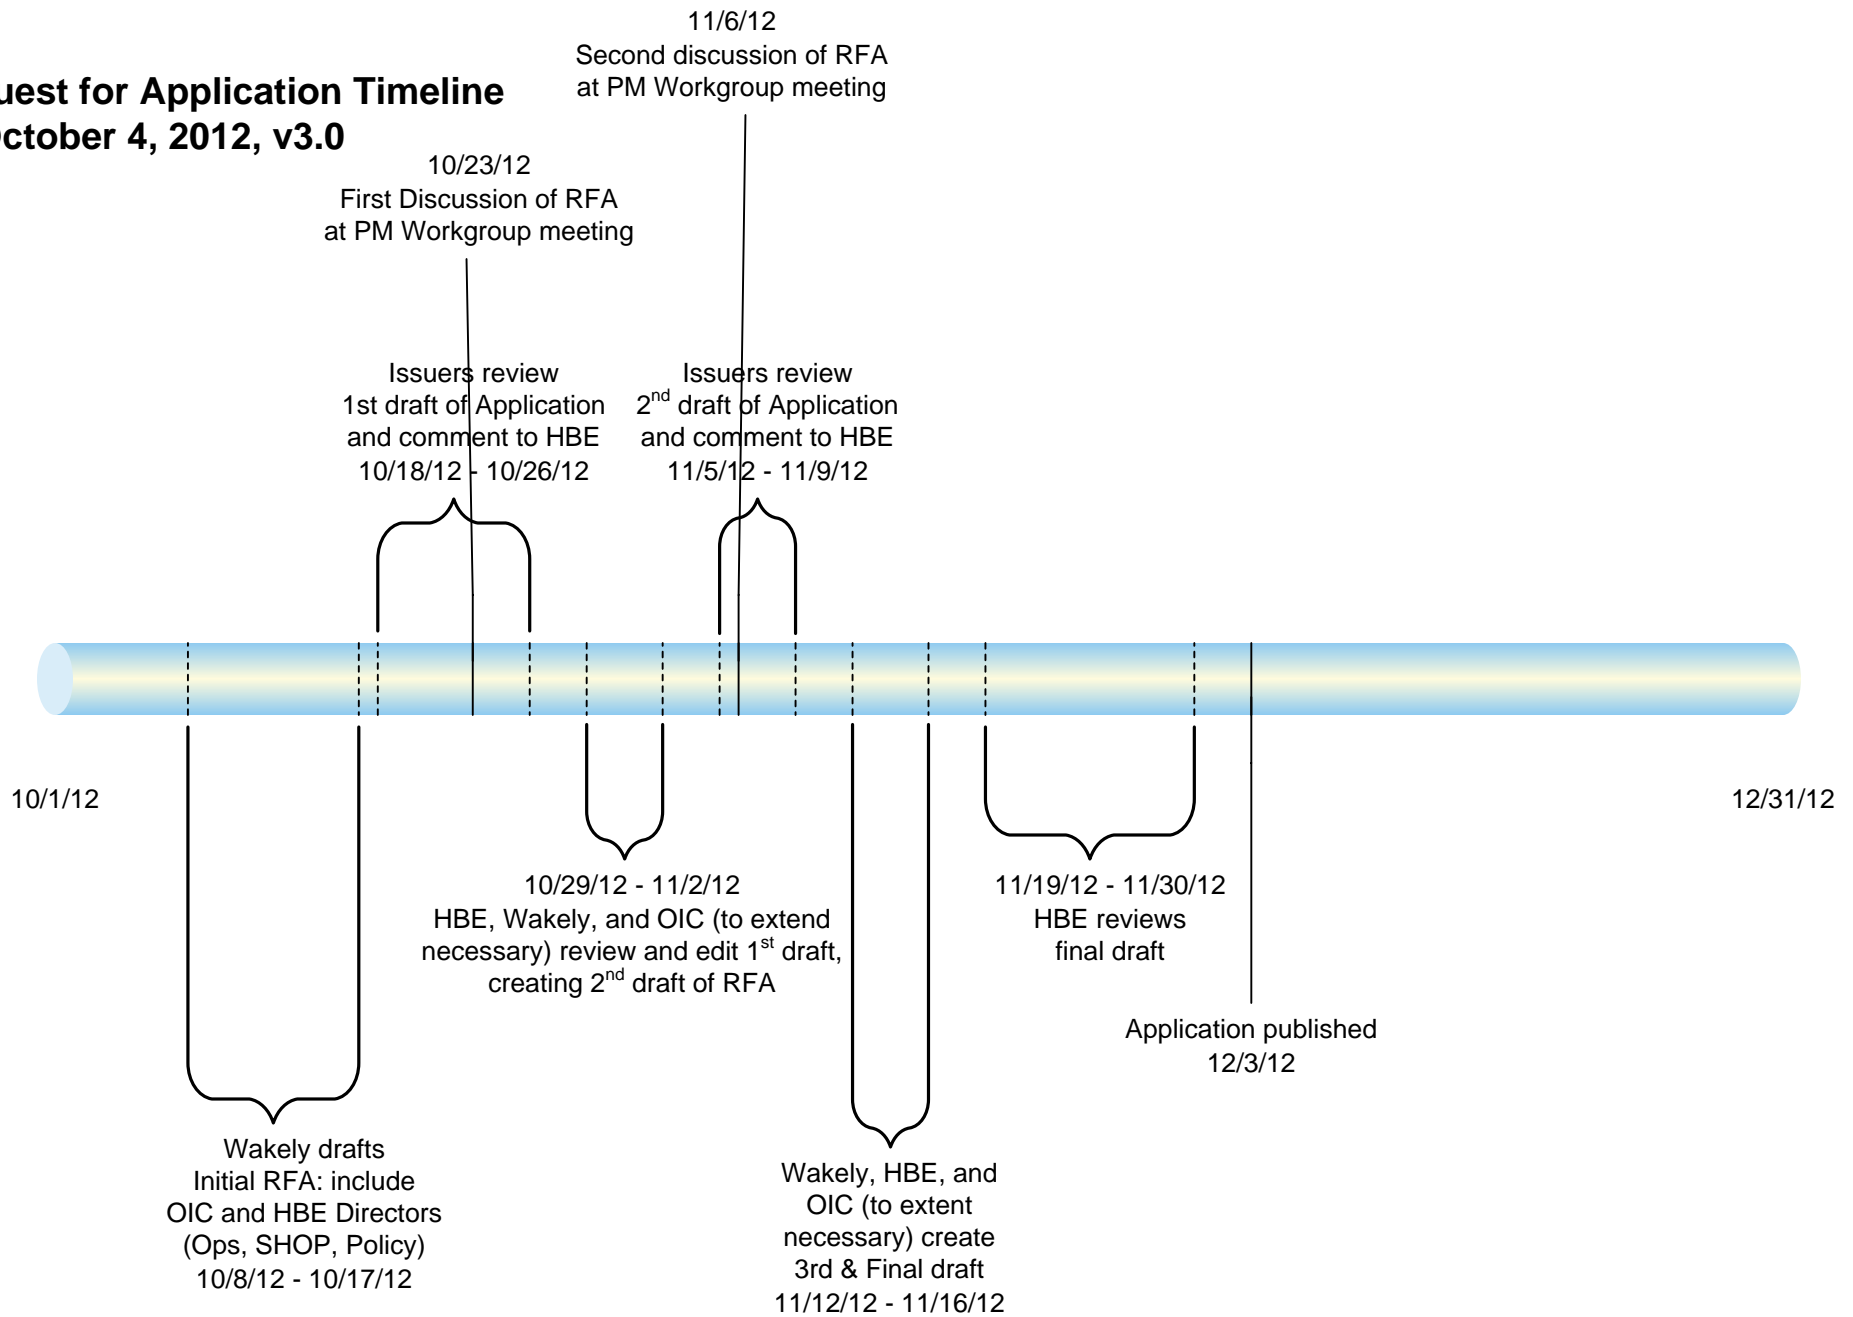 11/6/12
Second discussion of RFA
at PM Workgroup meeting
uest for Application Timeline
ctober 4, 2012, v3.0
10/23/12
First Discussion of RFA
at PM Workgroup meeting
Issuers review
1st draft of Application
and comment to HBE
10/18/12 - 10/26/12
Issuers review
2nd draft of Application
and comment to HBE
11/5/12 - 11/9/12
10/1/12
12/31/12
10/29/12 - 11/2/12
HBE, Wakely, and OIC (to extend
necessary) review and edit 1st draft,
creating 2nd draft of RFA
11/19/12 - 11/30/12
HBE reviews
final draft
Application published
12/3/12
Wakely drafts
Initial RFA: include
OIC and HBE Directors
(Ops, SHOP, Policy)
10/8/12 - 10/17/12
Wakely, HBE, and
OIC (to extent
necessary) create
3rd & Final draft
11/12/12 - 11/16/12